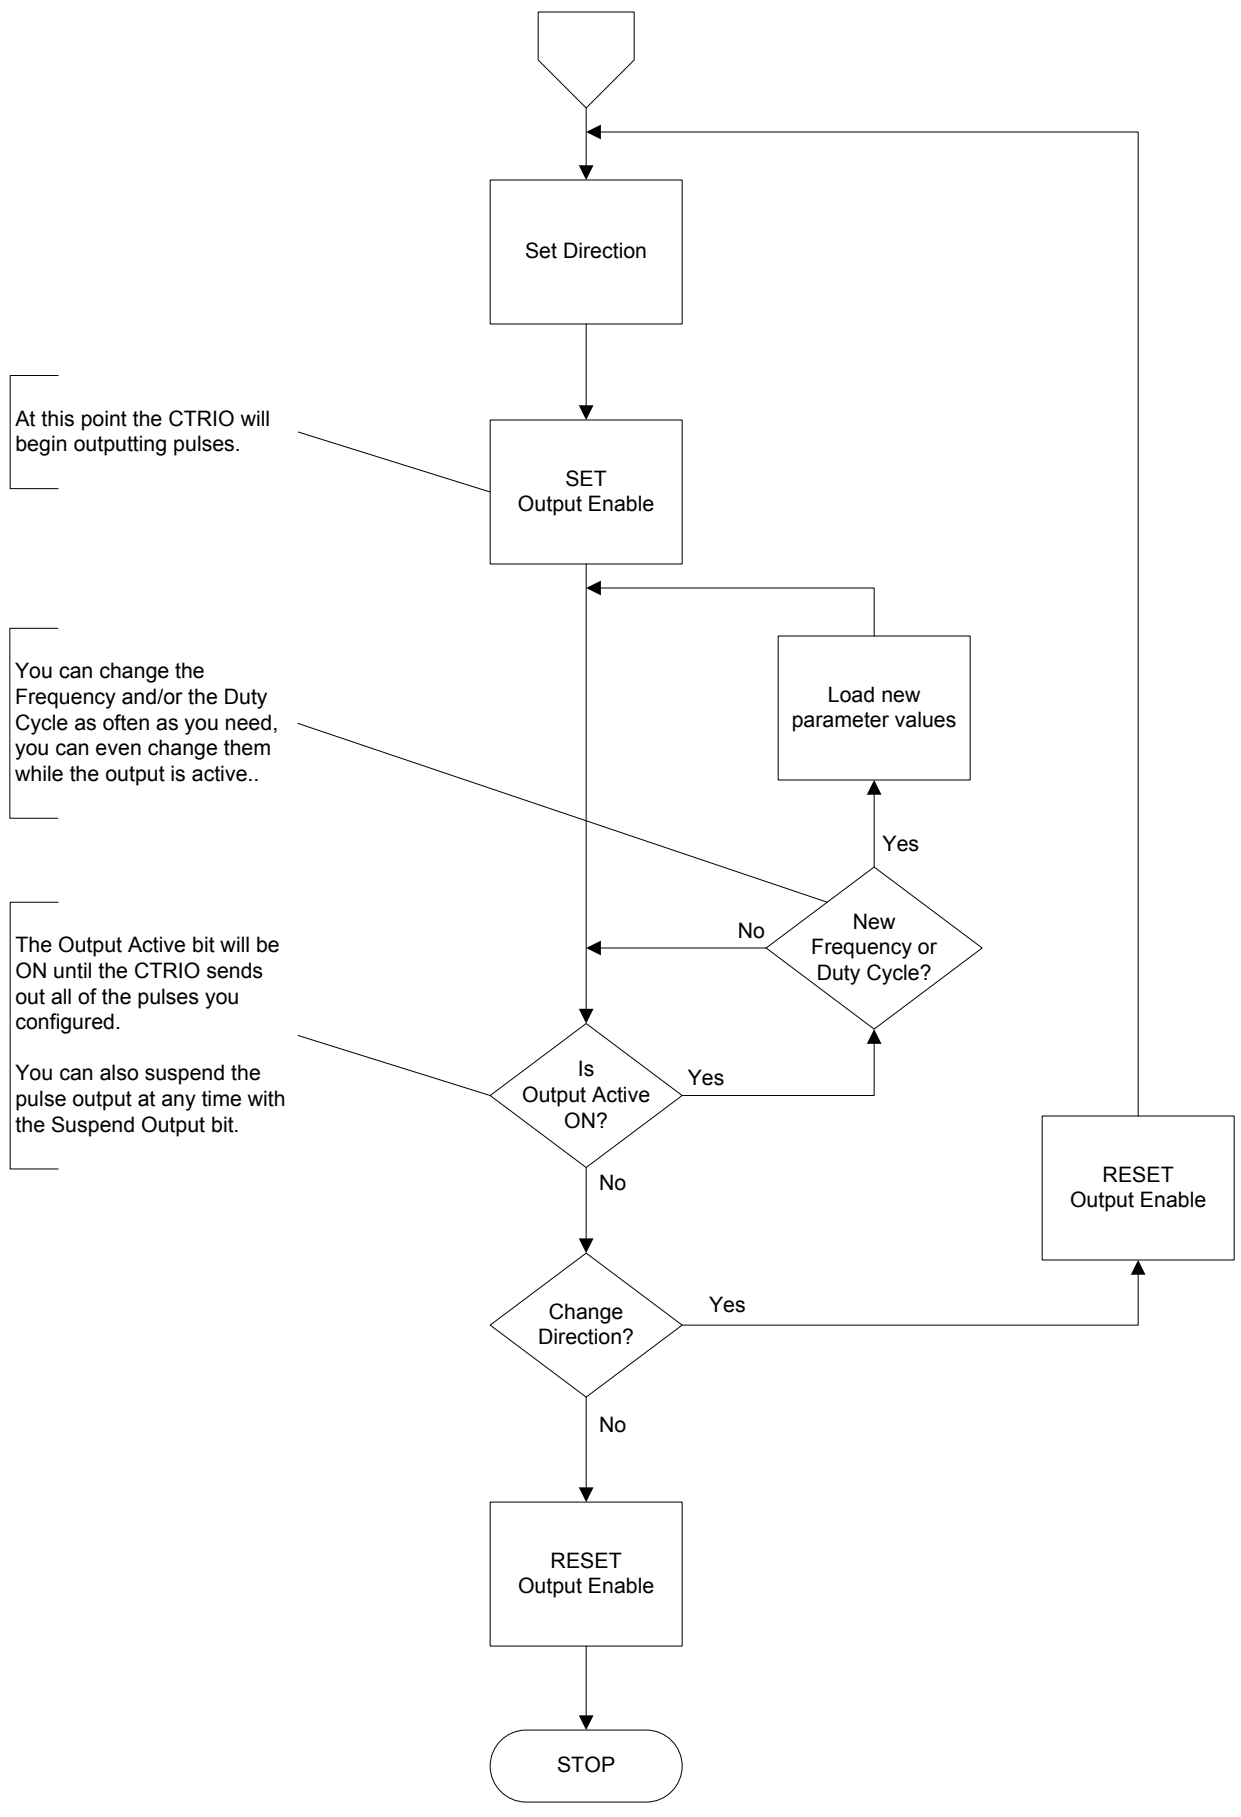 Set Direction
At this point the CTRIO will
begin outputting pulses.
SET
Output Enable
You can change the
Frequency and/or the Duty
Cycle as often as you need,
you can even change them
while the output is active..
Load new
parameter values
Yes
New
Frequency or
Duty Cycle?
No
The Output Active bit will be
ON until the CTRIO sends
out all of the pulses you
configured.
You can also suspend the
pulse output at any time with
the Suspend Output bit.
Is
Output Active
ON?
Yes
No
RESET
Output Enable
Change
Direction?
Yes
No
RESET
Output Enable
STOP